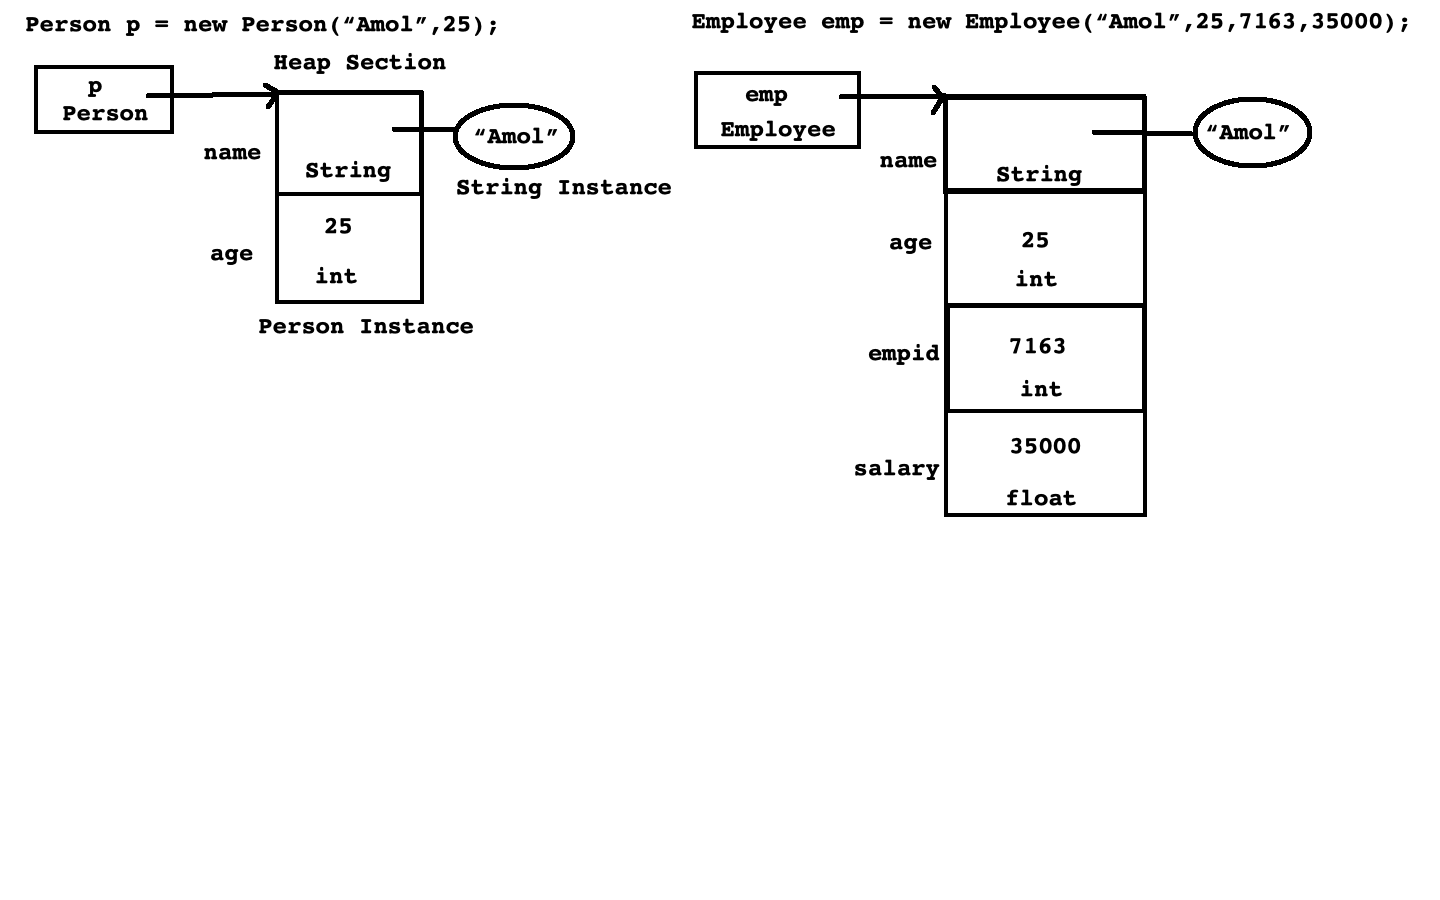 Person p = new Person(“Amol”,25);
Heap Section
p
Person
name
String
“Amol”
String Instance
25
age
int
Person Instance
Employee emp = new Employee(“Amol”,25,7163,35000);
emp
Employee
name
String
“Amol”
age
25
int
empid
7163
int
35000
salary
float